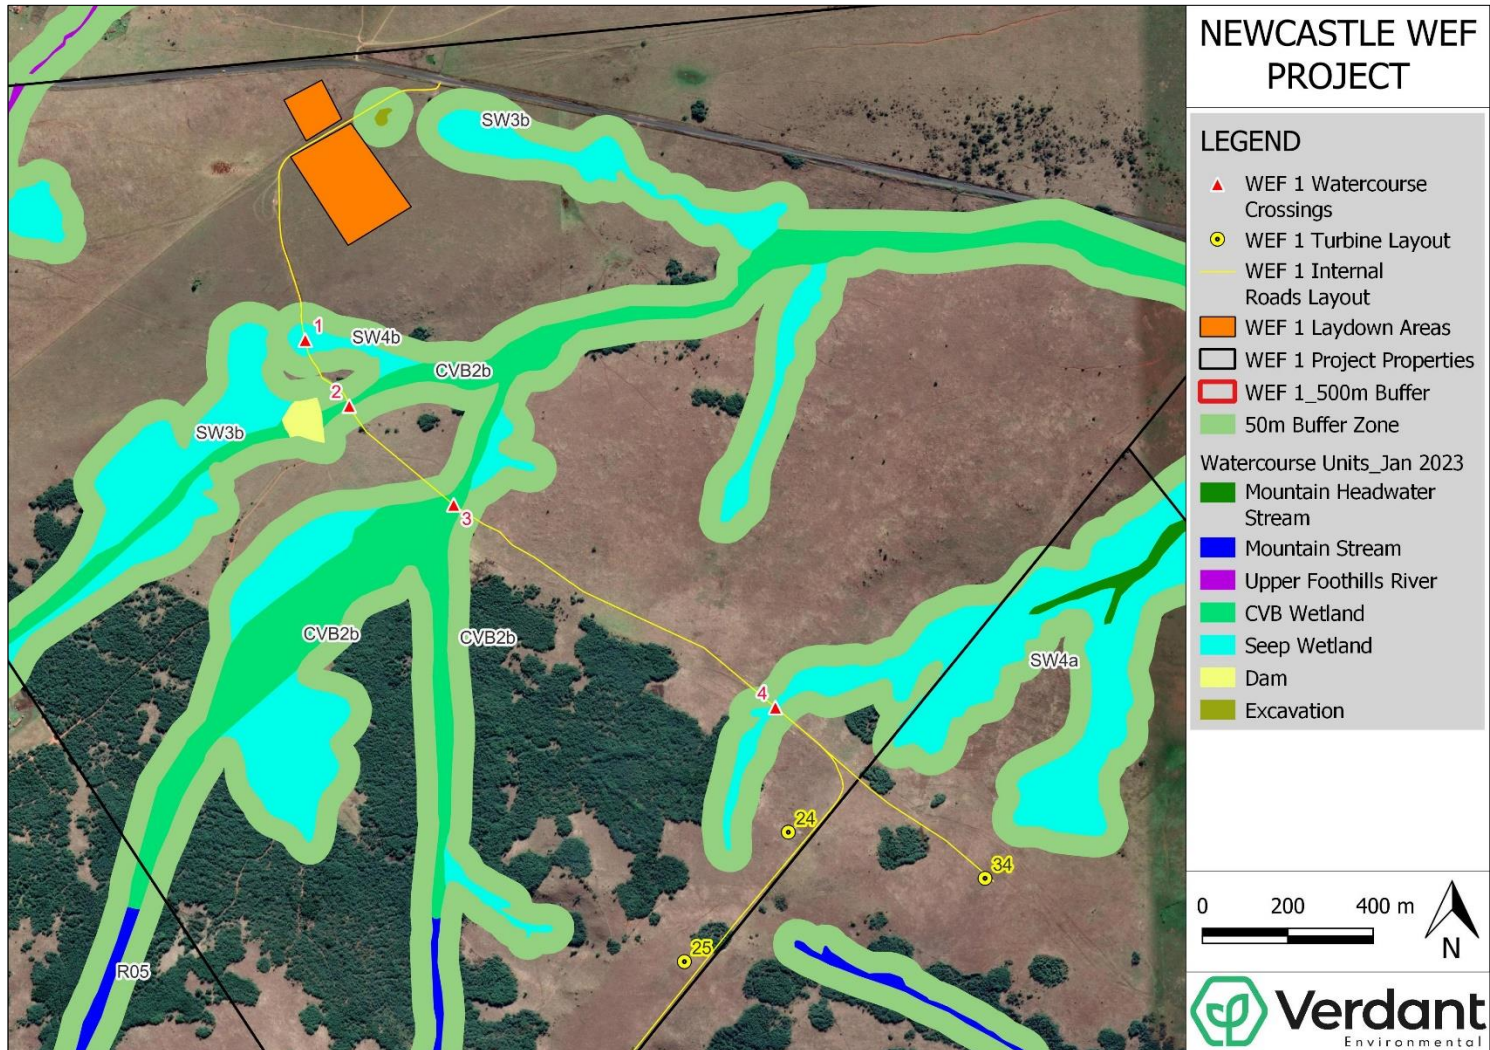 NEWCASTLE WEF
PROJECT
LEGEND
WEF 1 Watercourse
Crossings
WEF 1 Turbine Layout
WEF 1 Internal
Roads Layout
WEF 1 Laydown Areas
WEF 1 Project Properties
WEF 1_500m Buffer
50m Buffer Zone
Watercourse Units_Jan 2023
Mountain Headwater
Stream
Mountain Stream
Upper Foothills River
CVB Wetland
Seep Wetland
Dam
Excavation
0 200 400 m
N
Verdant
Environmental
SW3b
1
SW4b
CVB2b
2
SW3b
3
CVB2b
CVB2b
SW4a
4
24
34
25
R05